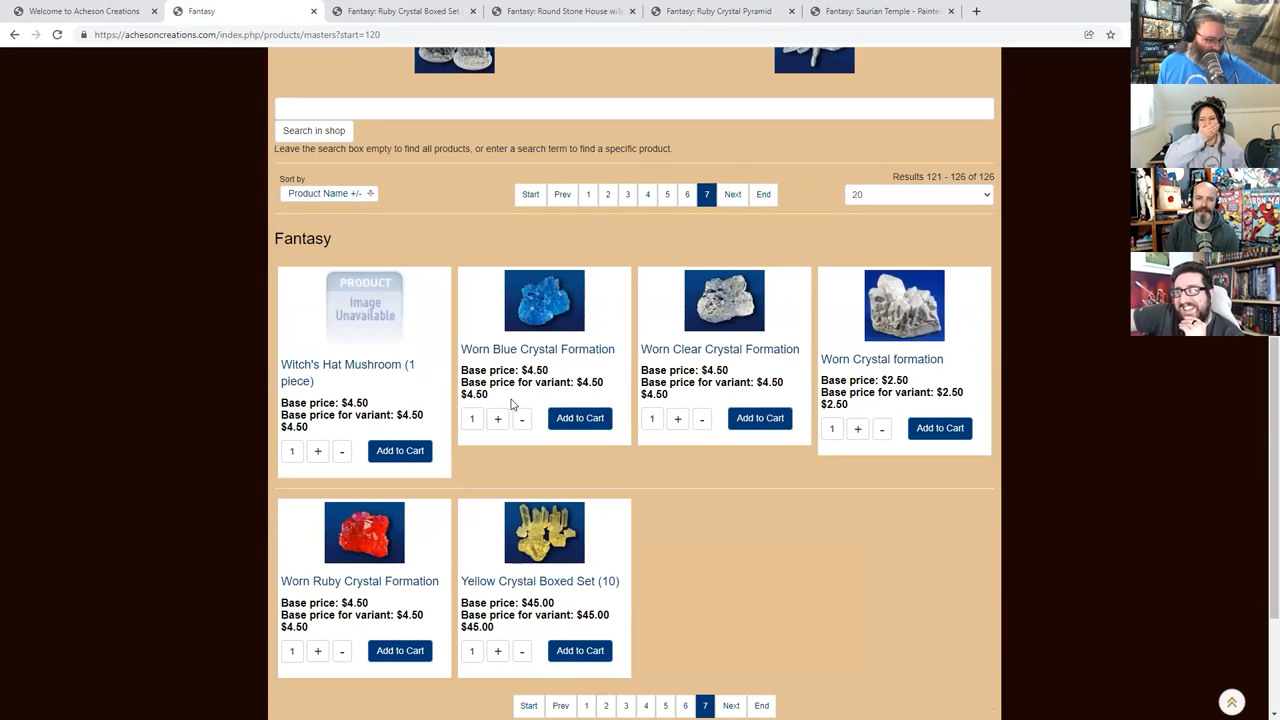 Welcome to Acheson Creations
Fantasy
Fantasy: Ruby Crystal Boxed Set
Fantasy: Round Stone House w/
Fantasy: Ruby Crystal Pyramid
Fantasy: Saurian Temple - Painte
https://achesoncreations.com/index.php/products/masters?start=120
Search in shop
Leave the search box empty to find all products, or enter a search term to find a specific product.
Sort by
Product Name +/-
Start Prev 1 2 3 4 5 6 7 Next End
Results 121 - 126 of 126
20
Fantasy
PRODUCT
Image
Unavailable
Witch's Hat Mushroom (1
piece)
Base price: $4.50
Base price for variant: $4.50
$4.50
1 + - Add to Cart
Worn Blue Crystal Formation
Base price: $4.50
Base price for variant: $4.50
$4.50
1 + - Add to Cart
Worn Clear Crystal Formation
Base price: $4.50
Base price for variant: $4.50
$4.50
1 + - Add to Cart
Worn Crystal formation
Base price: $2.50
Base price for variant: $2.50
$2.50
1 + - Add to Cart
Worn Ruby Crystal Formation
Base price: $4.50
Base price for variant: $4.50
$4.50
1 + - Add to Cart
Yellow Crystal Boxed Set (10)
Base price: $45.00
Base price for variant: $45.00
$45.00
1 + - Add to Cart
Start Prev 1 2 3 4 5 6 7 Next End